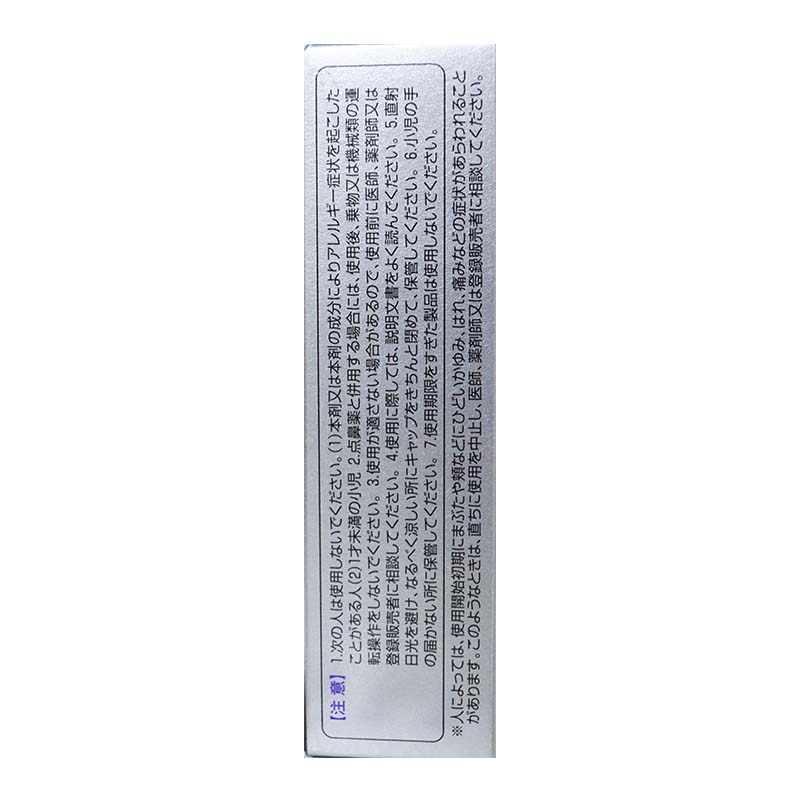 【注 意】 1.次の人は使用しないでください。(1)本剤又は本剤の成分によりアレルギー症状を起こした
ことがある人(2)1才未満の小児 2.点鼻薬と併用する場合には、使用後、乗物又は機械類の運
転操作をしないでください。 3.使用が適さない場合があるので、使用前に医師、薬剤師又は
登録販売者に相談してください。 4.使用に際しては、説明文書をよく読んでください。 5.直射
日光を避け、なるべく涼しい所にキャップをきちんと閉めて、保管してください。 6.小児の手
の届かない所に保管してください。 7.使用期限をすぎた製品は使用しないでください。
※人によっては、使用開始初期にまぶたや頬などにひどいかゆみ、はれ、痛みなどの症状があらわれること
があります。このようなときは、直ちに使用を中止し、医師、薬剤師又は登録販売者に相談してください。